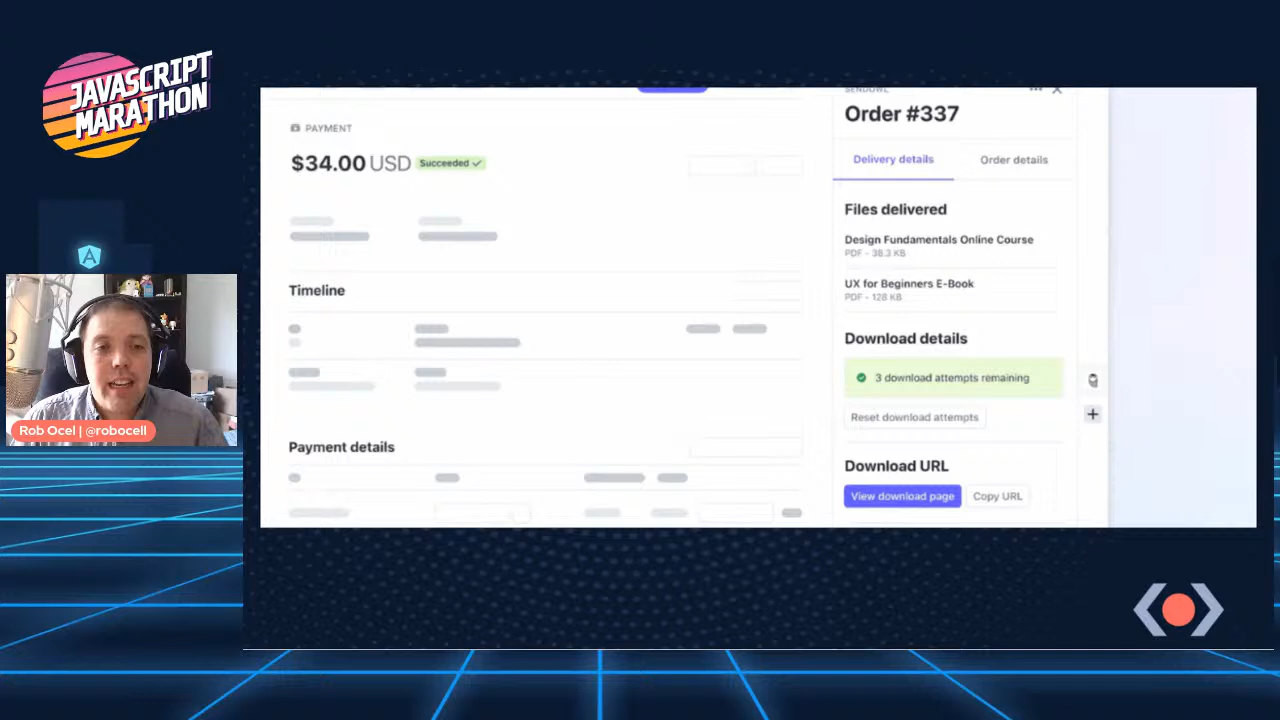 JAVASCRIPT
MARATHON
A
Rob Ocel | @robocell
PAYMENT
$34.00 USD Succeeded
Timeline
Payment details
SENDOWL
Order #337
Delivery details Order details
Files delivered
Design Fundamentals Online Course
PDF - 38.3 KB
UX for Beginners E-Book
PDF - 128 KB
Download details
3 download attempts remaining
Reset download attempts
Download URL
View download page Copy URL